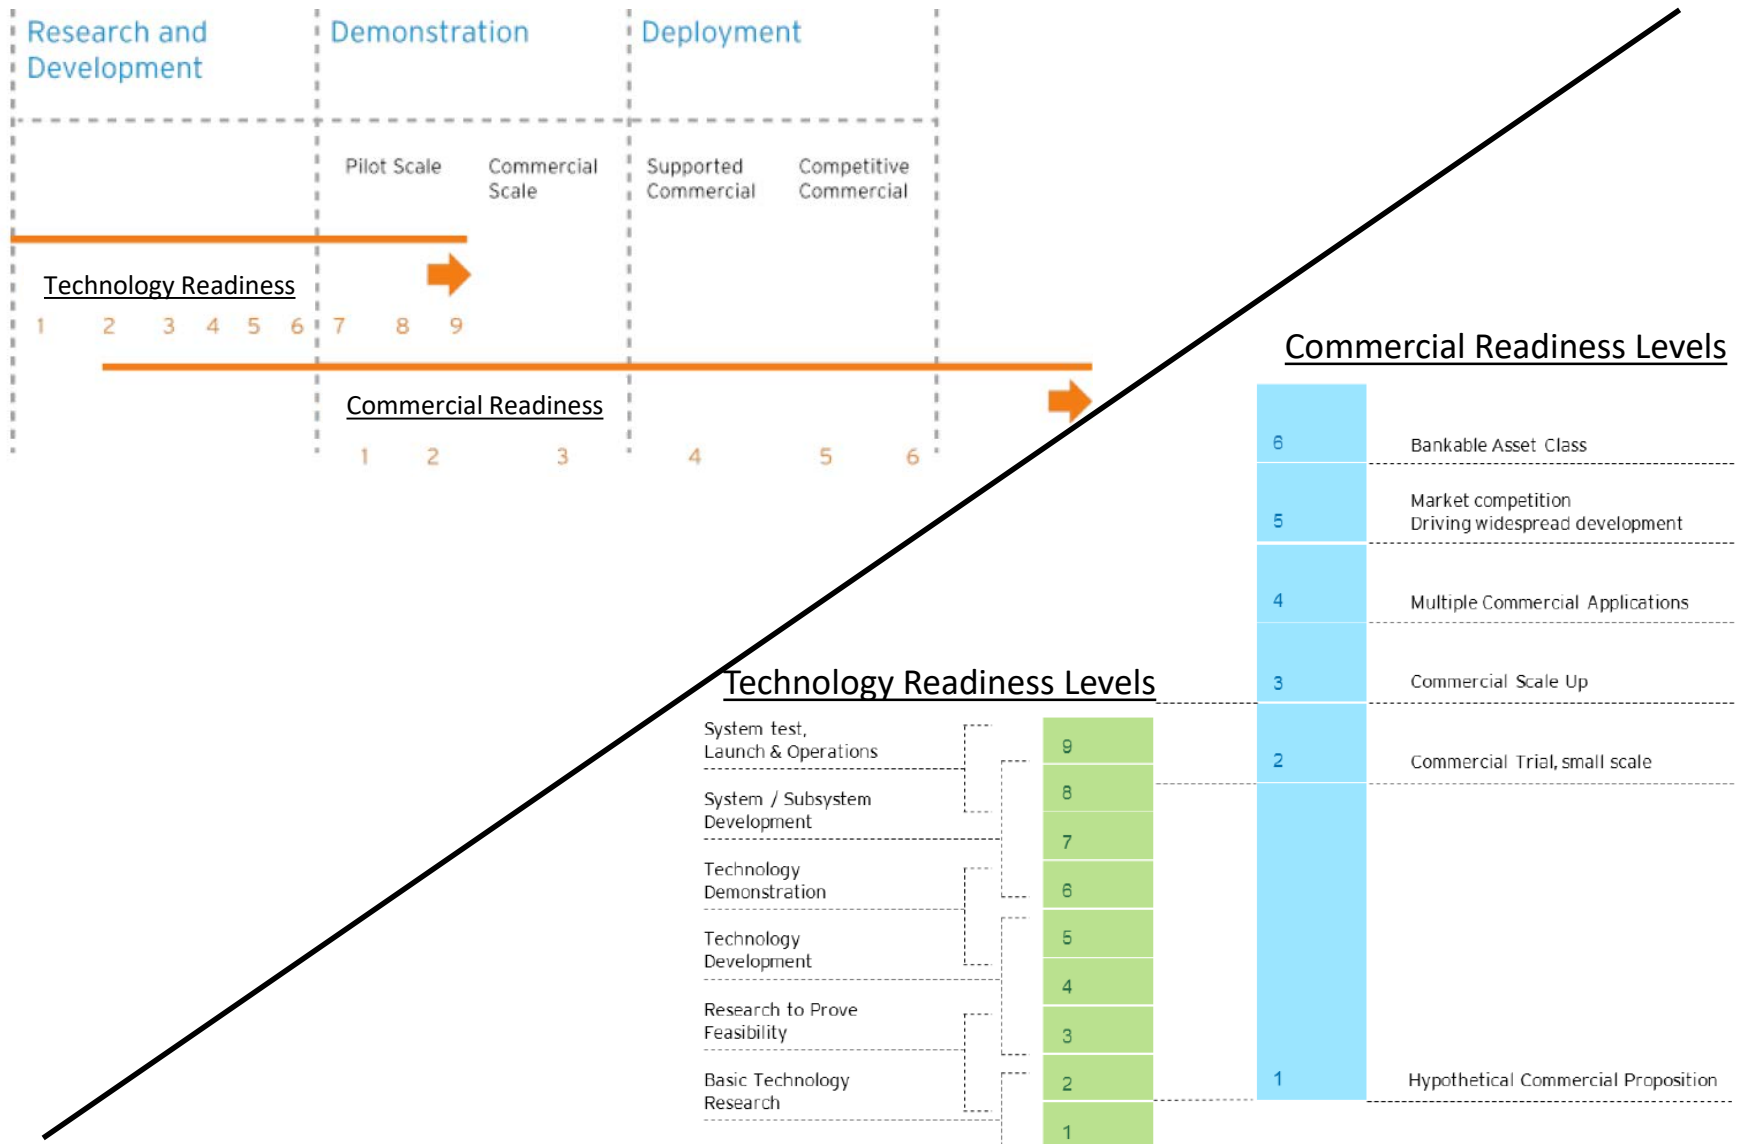 Research and
Development
Demonstration
Deployment
Pilot Scale
Commercial
Scale
Supported
Commercial
Competitive
Commercial
Technology Readiness
1 2 3 4 5 6 7 8 9
Commercial Readiness
1 2 3 4 5 6
Commercial Readiness Levels
6 Bankable Asset Class
5 Market competition
Driving widespread development
4 Multiple Commercial Applications
3 Commercial Scale Up
2 Commercial Trial, small scale
1 Hypothetical Commercial Proposition
Technology Readiness Levels
System test,
Launch & Operations
System / Subsystem
Development
Technology
Demonstration
Technology
Development
Research to Prove
Feasibility
Basic Technology
Research
9
8
7
6
5
4
3
2
1